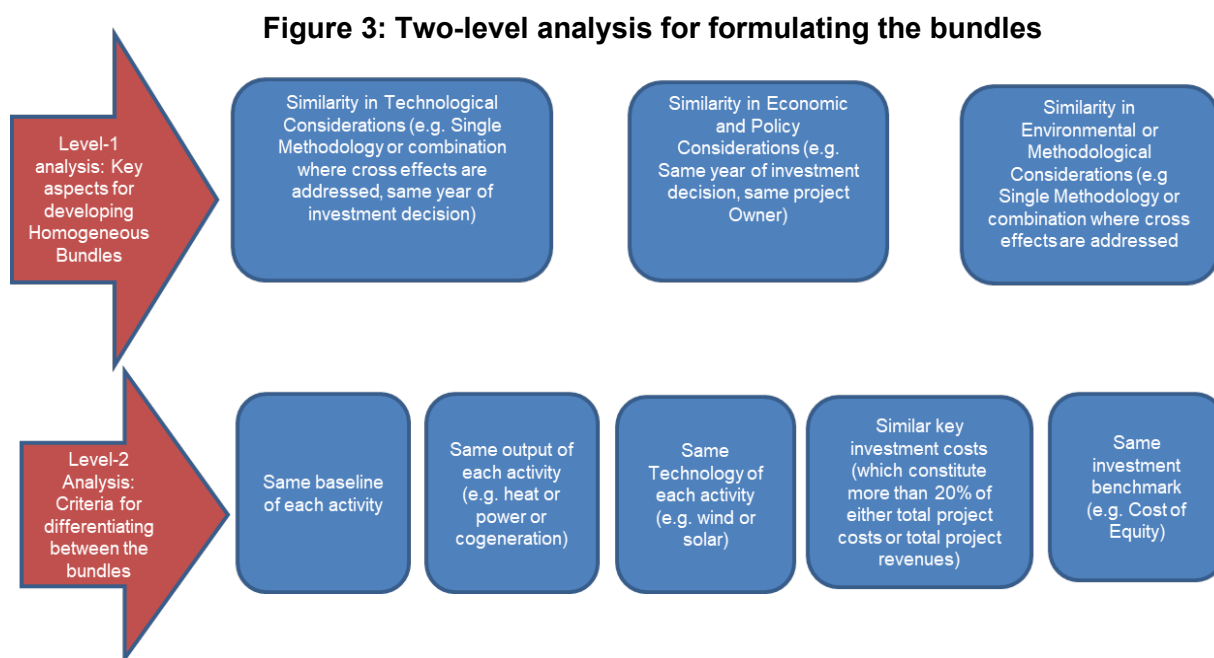 Figure 3: Two-level analysis for formulating the bundles
Level-1
analysis: Key
aspects for
developing
Homogeneous
Bundles
Similarity in Technological
Considerations (e.g. Single
Methodology or combination
where cross effects are
addressed, same year of
investment decision)
Similarity in Economic
and Policy
Considerations (e.g.
Same year of investment
decision, same project
Owner)
Similarity in
Environmental or
Methodological
Considerations (e.g
Single Methodology or
combination where cross
effects are addressed
Level-2
Analysis:
Criteria for
differentiating
between the
bundles
Same baseline
of each activity
Same output of
each activity
(e.g. heat or
power or
cogeneration)
Same
Technology of
each activity
(e.g. wind or
solar)
Similar key
investment costs
(which constitute
more than 20% of
either total project
costs or total project
revenues)
Same
investment
benchmark
(e.g. Cost of
Equity)